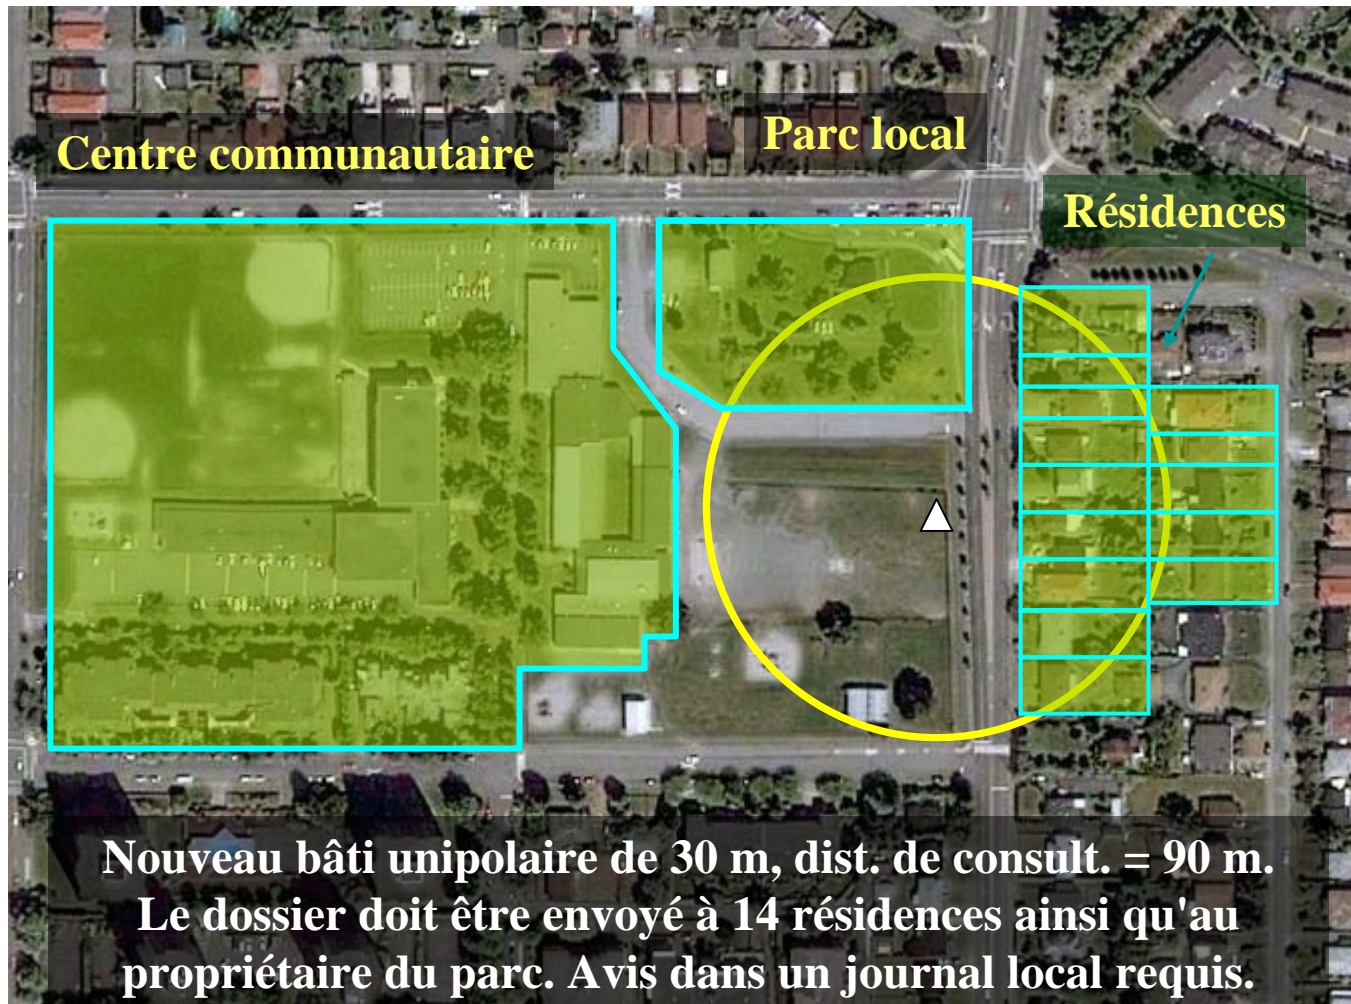 Centre communautaire
Parc local
Résidences
Nouveau bâti unipolaire de 30 m, dist. de consult. = 90 m.
Le dossier doit être envoyé à 14 résidences ainsi qu'au
propriétaire du parc. Avis dans un journal local requis.